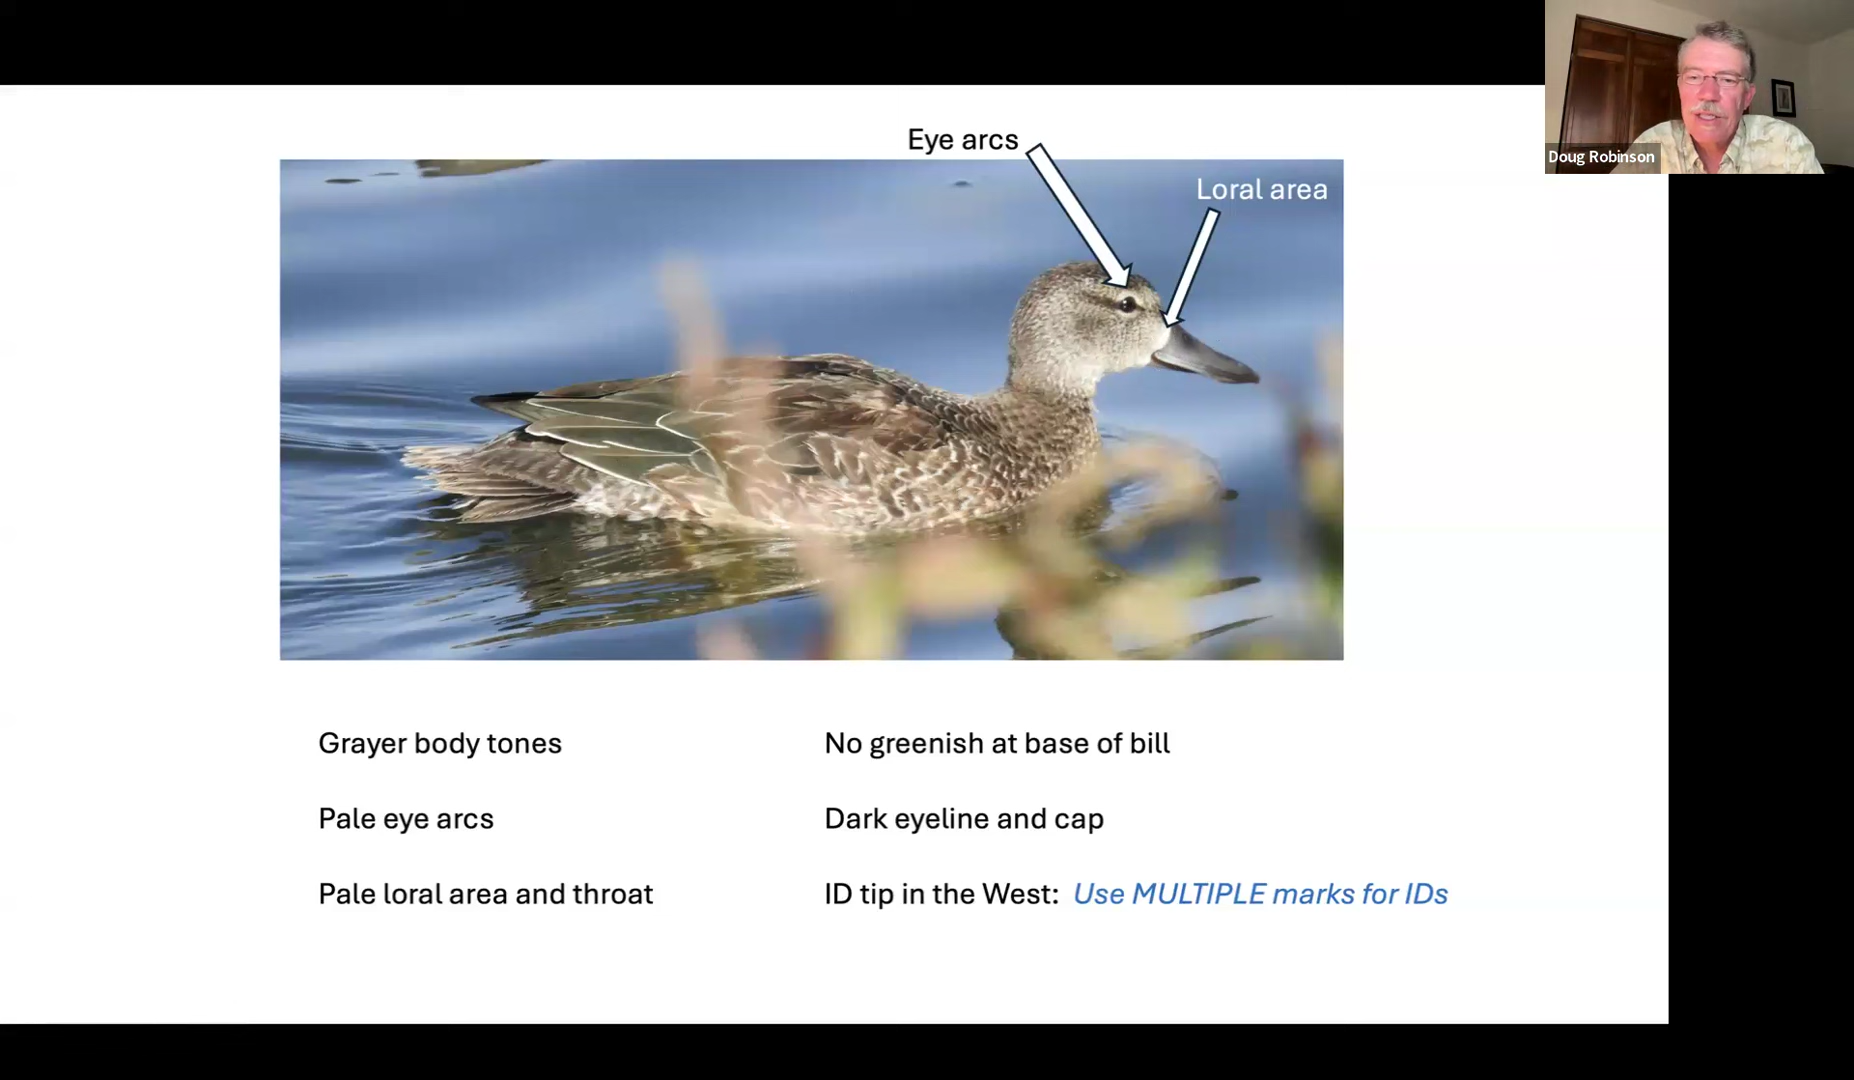 Eye arcs
Loral area
Doug Robinson
Grayer body tones
No greenish at base of bill
Pale eye arcs
Dark eyeline and cap
Pale loral area and throat
ID tip in the West: Use MULTIPLE marks for IDs